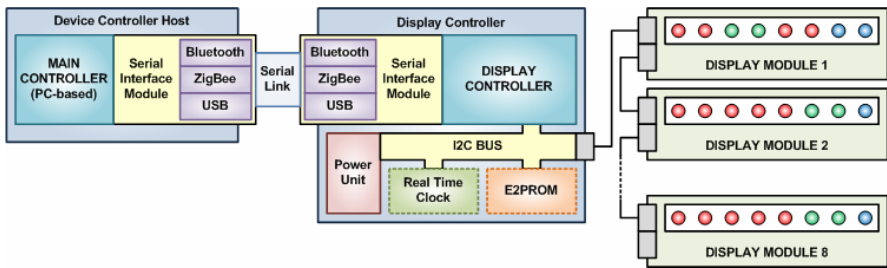 Device Controller Host
MAIN
CONTROLLER
(PC-based)
Serial
Interface
Module
Bluetooth
ZigBee
USB
Serial
Link
Display Controller
Bluetooth
ZigBee
USB
Serial
Interface
Module
DISPLAY
CONTROLLER
I2C BUS
Power
Unit
Real Time
Clock
E2PROM
DISPLAY MODULE 1
DISPLAY MODULE 2
DISPLAY MODULE 8